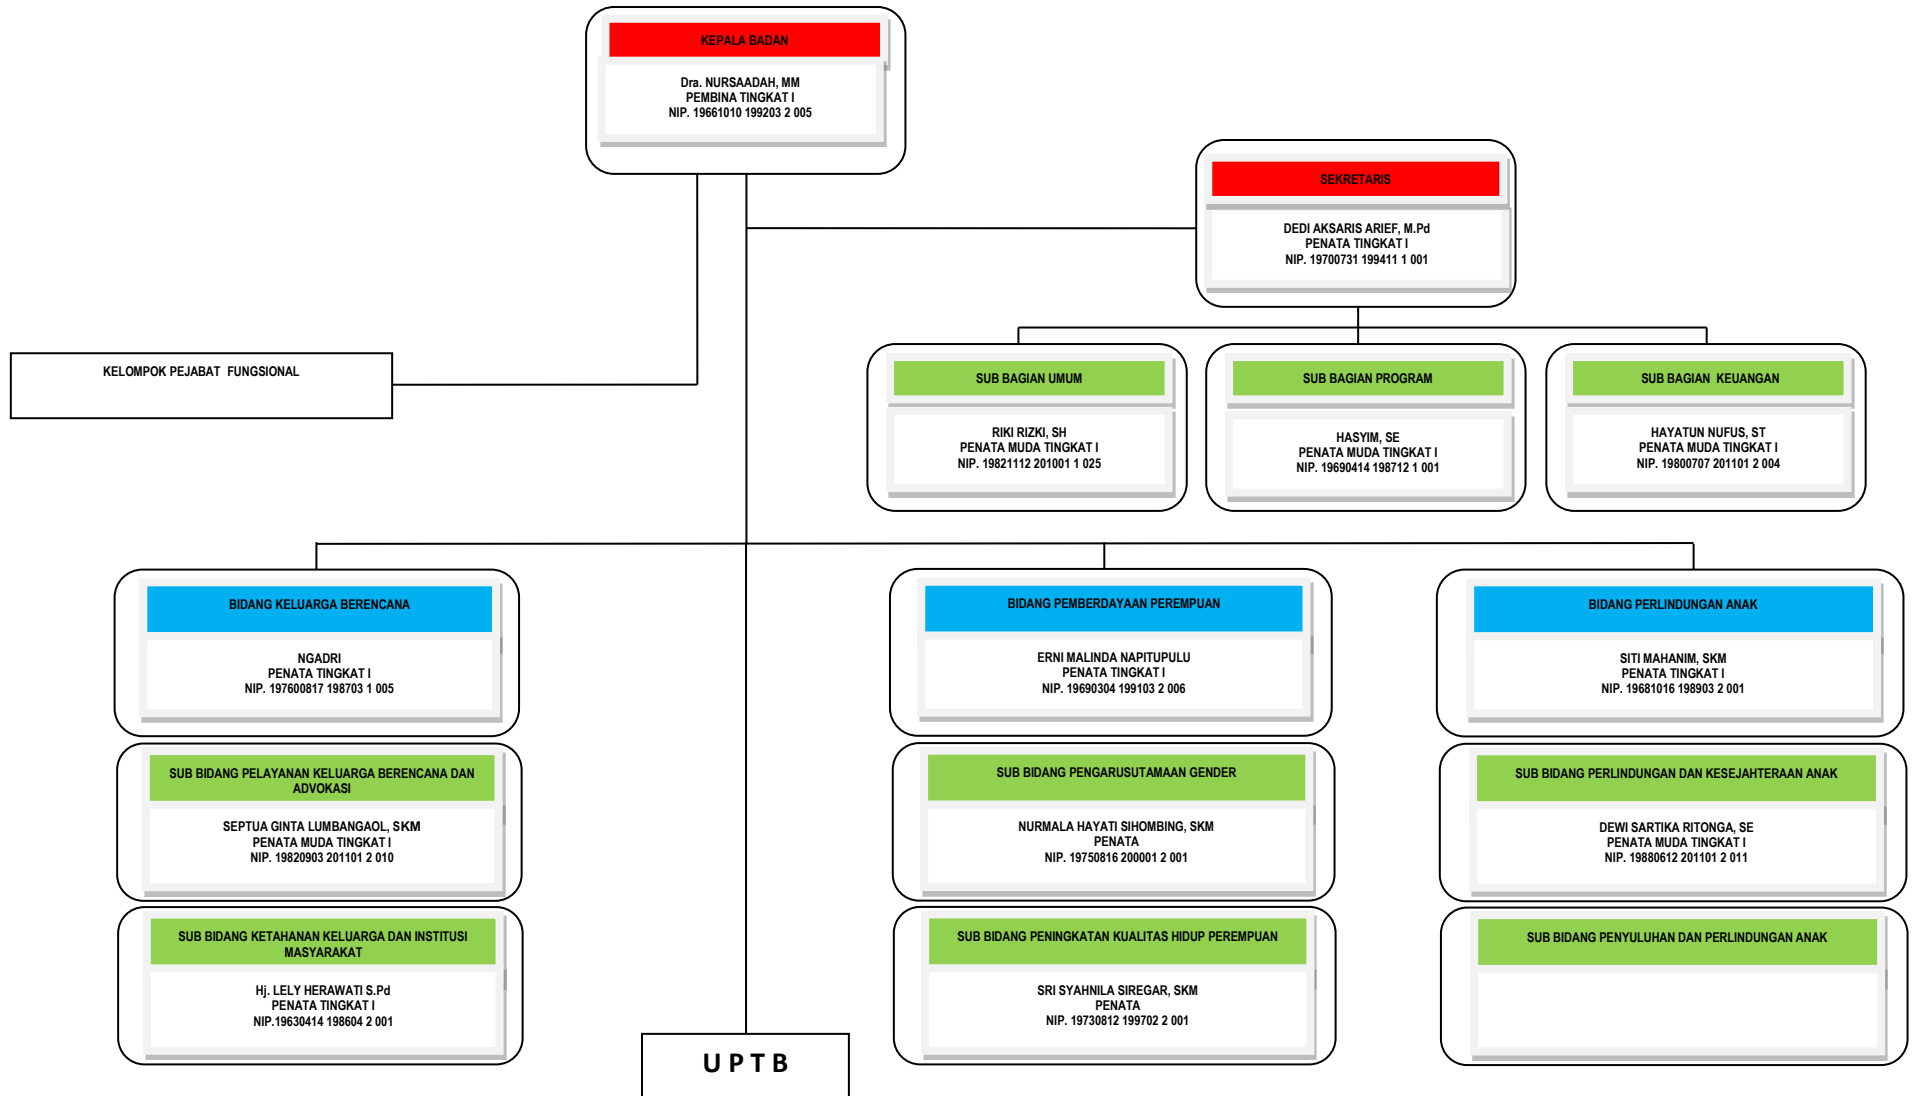 KEPALA BADAN
Dra. NURSAADAH, MM
PEMBINA TINGKAT I
NIP. 19661010 199203 2 005
SEKRETARIS
DEDI AKSARIS ARIEF, M.Pd
PENATA TINGKAT I
NIP. 19700731 199411 1 001
KELOMPOK PEJABAT FUNGSIONAL
SUB BAGIAN UMUM
RIKI RIZKI, SH
PENATA MUDA TINGKAT I
NIP. 19821112 201001 1 025
SUB BAGIAN PROGRAM
HASYIM, SE
PENATA MUDA TINGKAT I
NIP. 19690414 198712 1 001
SUB BAGIAN KEUANGAN
HAYATUN NUFUS, ST
PENATA MUDA TINGKAT I
NIP. 19800707 201101 2 004
BIDANG KELUARGA BERENCANA
NGADRI
PENATA TINGKAT I
NIP. 197600817 198703 1 005
BIDANG PEMBERDAYAAN PEREMPUAN
ERNI MALINDA NAPITUPULU
PENATA TINGKAT I
NIP. 19690304 199103 2 006
BIDANG PERLINDUNGAN ANAK
SITI MAHANIM, SKM
PENATA TINGKAT I
NIP. 19681016 198903 2 001
SUB BIDANG PELAYANAN KELUARGA BERENCANA DAN
ADVOKASI
SEPTUA GINTA LUMBANGAOL, SKM
PENATA MUDA TINGKAT I
NIP. 19820903 201101 2 010
SUB BIDANG PENGARUSUTAMAAN GENDER
NURMALA HAYATI SIHOMBING, SKM
PENATA
NIP. 19750816 200001 2 001
SUB BIDANG PERLINDUNGAN DAN KESEJAHTERAAN ANAK
DEWI SARTIKA RITONGA, SE
PENATA MUDA TINGKAT I
NIP. 19880612 201101 2 011
SUB BIDANG KETAHANAN KELUARGA DAN INSTITUSI
MASYARAKAT
Hj. LELY HERAWATI S.Pd
PENATA TINGKAT I
NIP.19630414 198604 2 001
SUB BIDANG PENINGKATAN KUALITAS HIDUP PEREMPUAN
SRI SYAHNILA SIREGAR, SKM
PENATA
NIP. 19730812 199702 2 001
SUB BIDANG PENYULUHAN DAN PERLINDUNGAN ANAK
U P T B